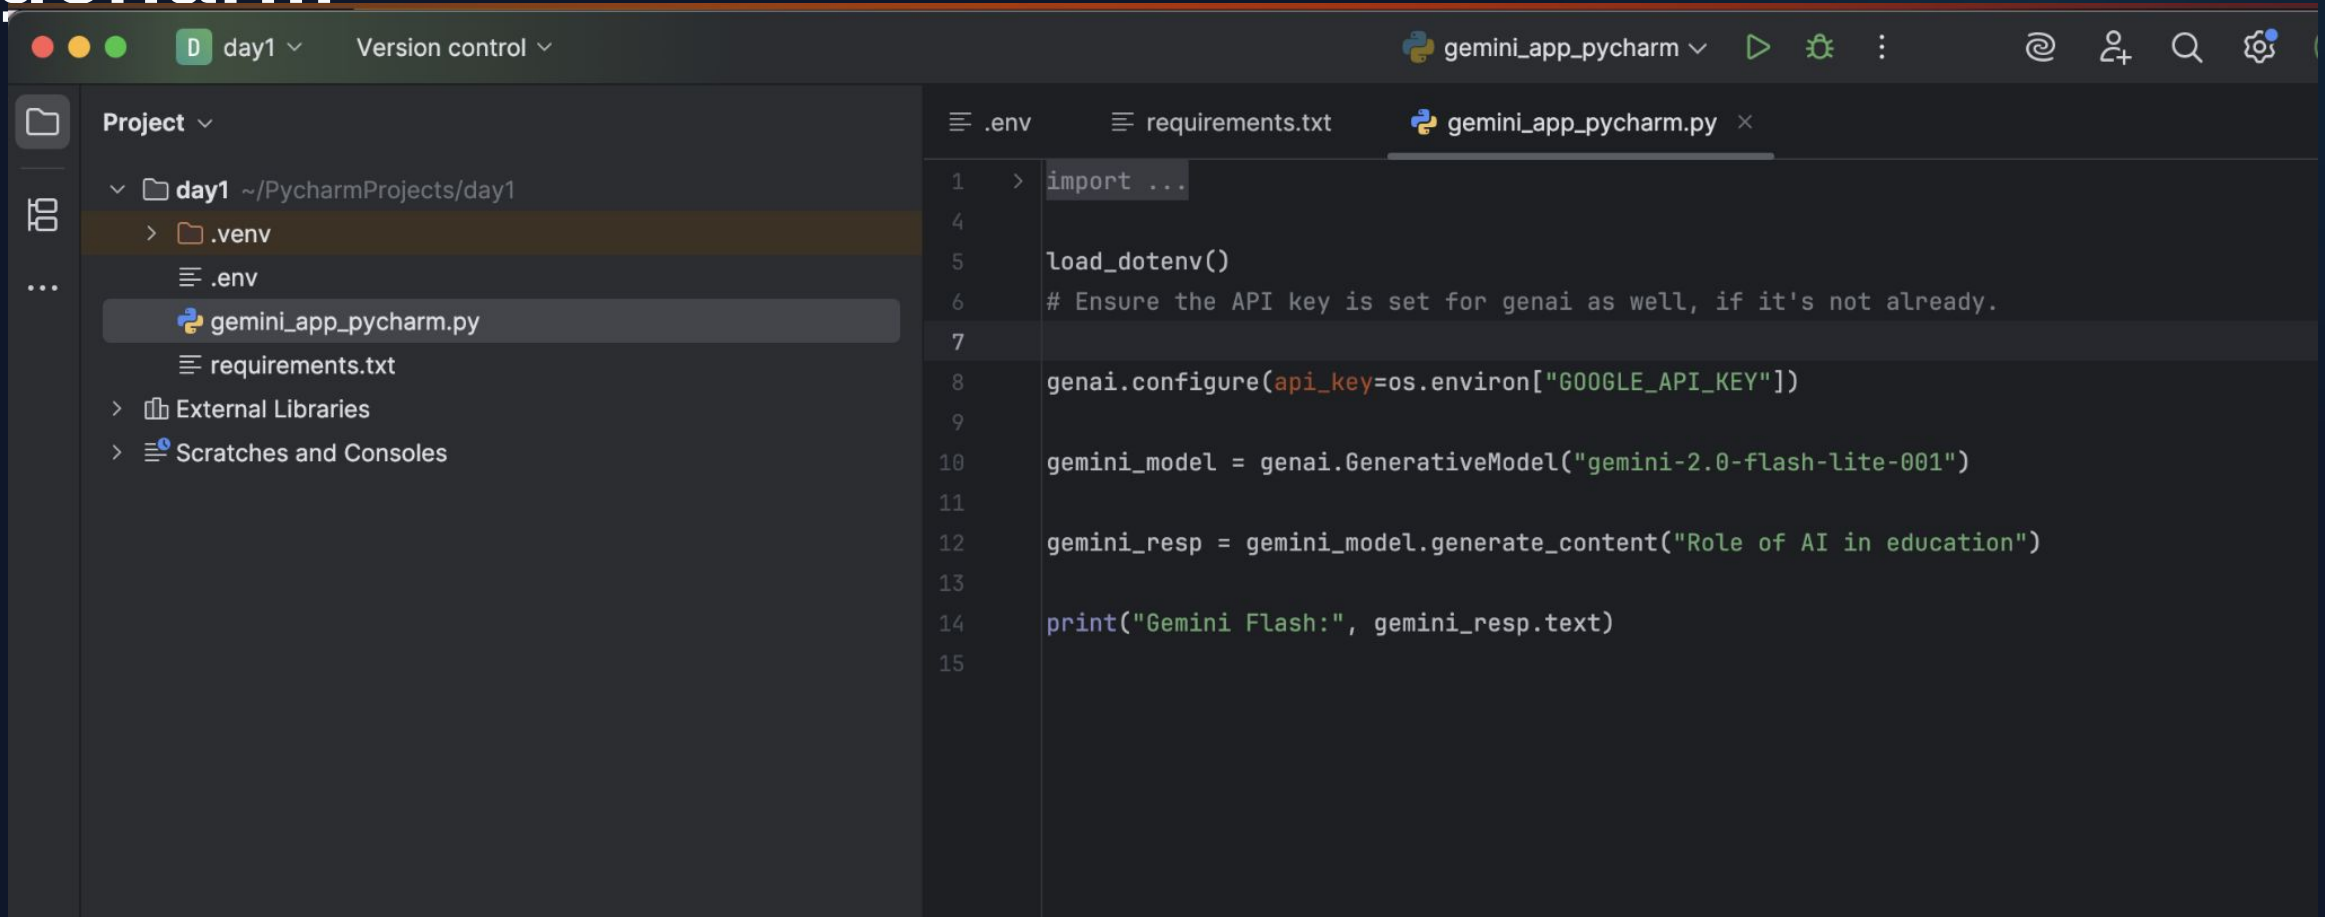 D day1 Version control gemini_app_pycharm
Project
day1 ~/PycharmProjects/day1
.venv
.env
gemini_app_pycharm.py
requirements.txt
External Libraries
Scratches and Consoles
.env requirements.txt gemini_app_pycharm.py
1 import ...
4
5 load_dotenv()
6 # Ensure the API key is set for genai as well, if it's not already.
7
8 genai.configure(api_key=os.environ["GOOGLE_API_KEY"])
9
10 gemini_model = genai.GenerativeModel("gemini-2.0-flash-lite-001")
11
12 gemini_resp = gemini_model.generate_content("Role of AI in education")
13
14 print("Gemini Flash:", gemini_resp.text)
15